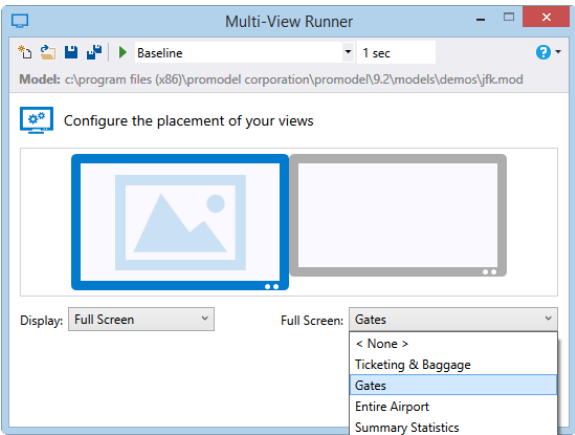 Multi-View Runner
Baseline 1 sec
Model: c:\program files (x86)\promodel corporation\promodel\9.2\models\demos\jfk.mod
Configure the placement of your views
Display: Full Screen Full Screen: Gates
< None >
Ticketing & Baggage
Gates
Entire Airport
Summary Statistics